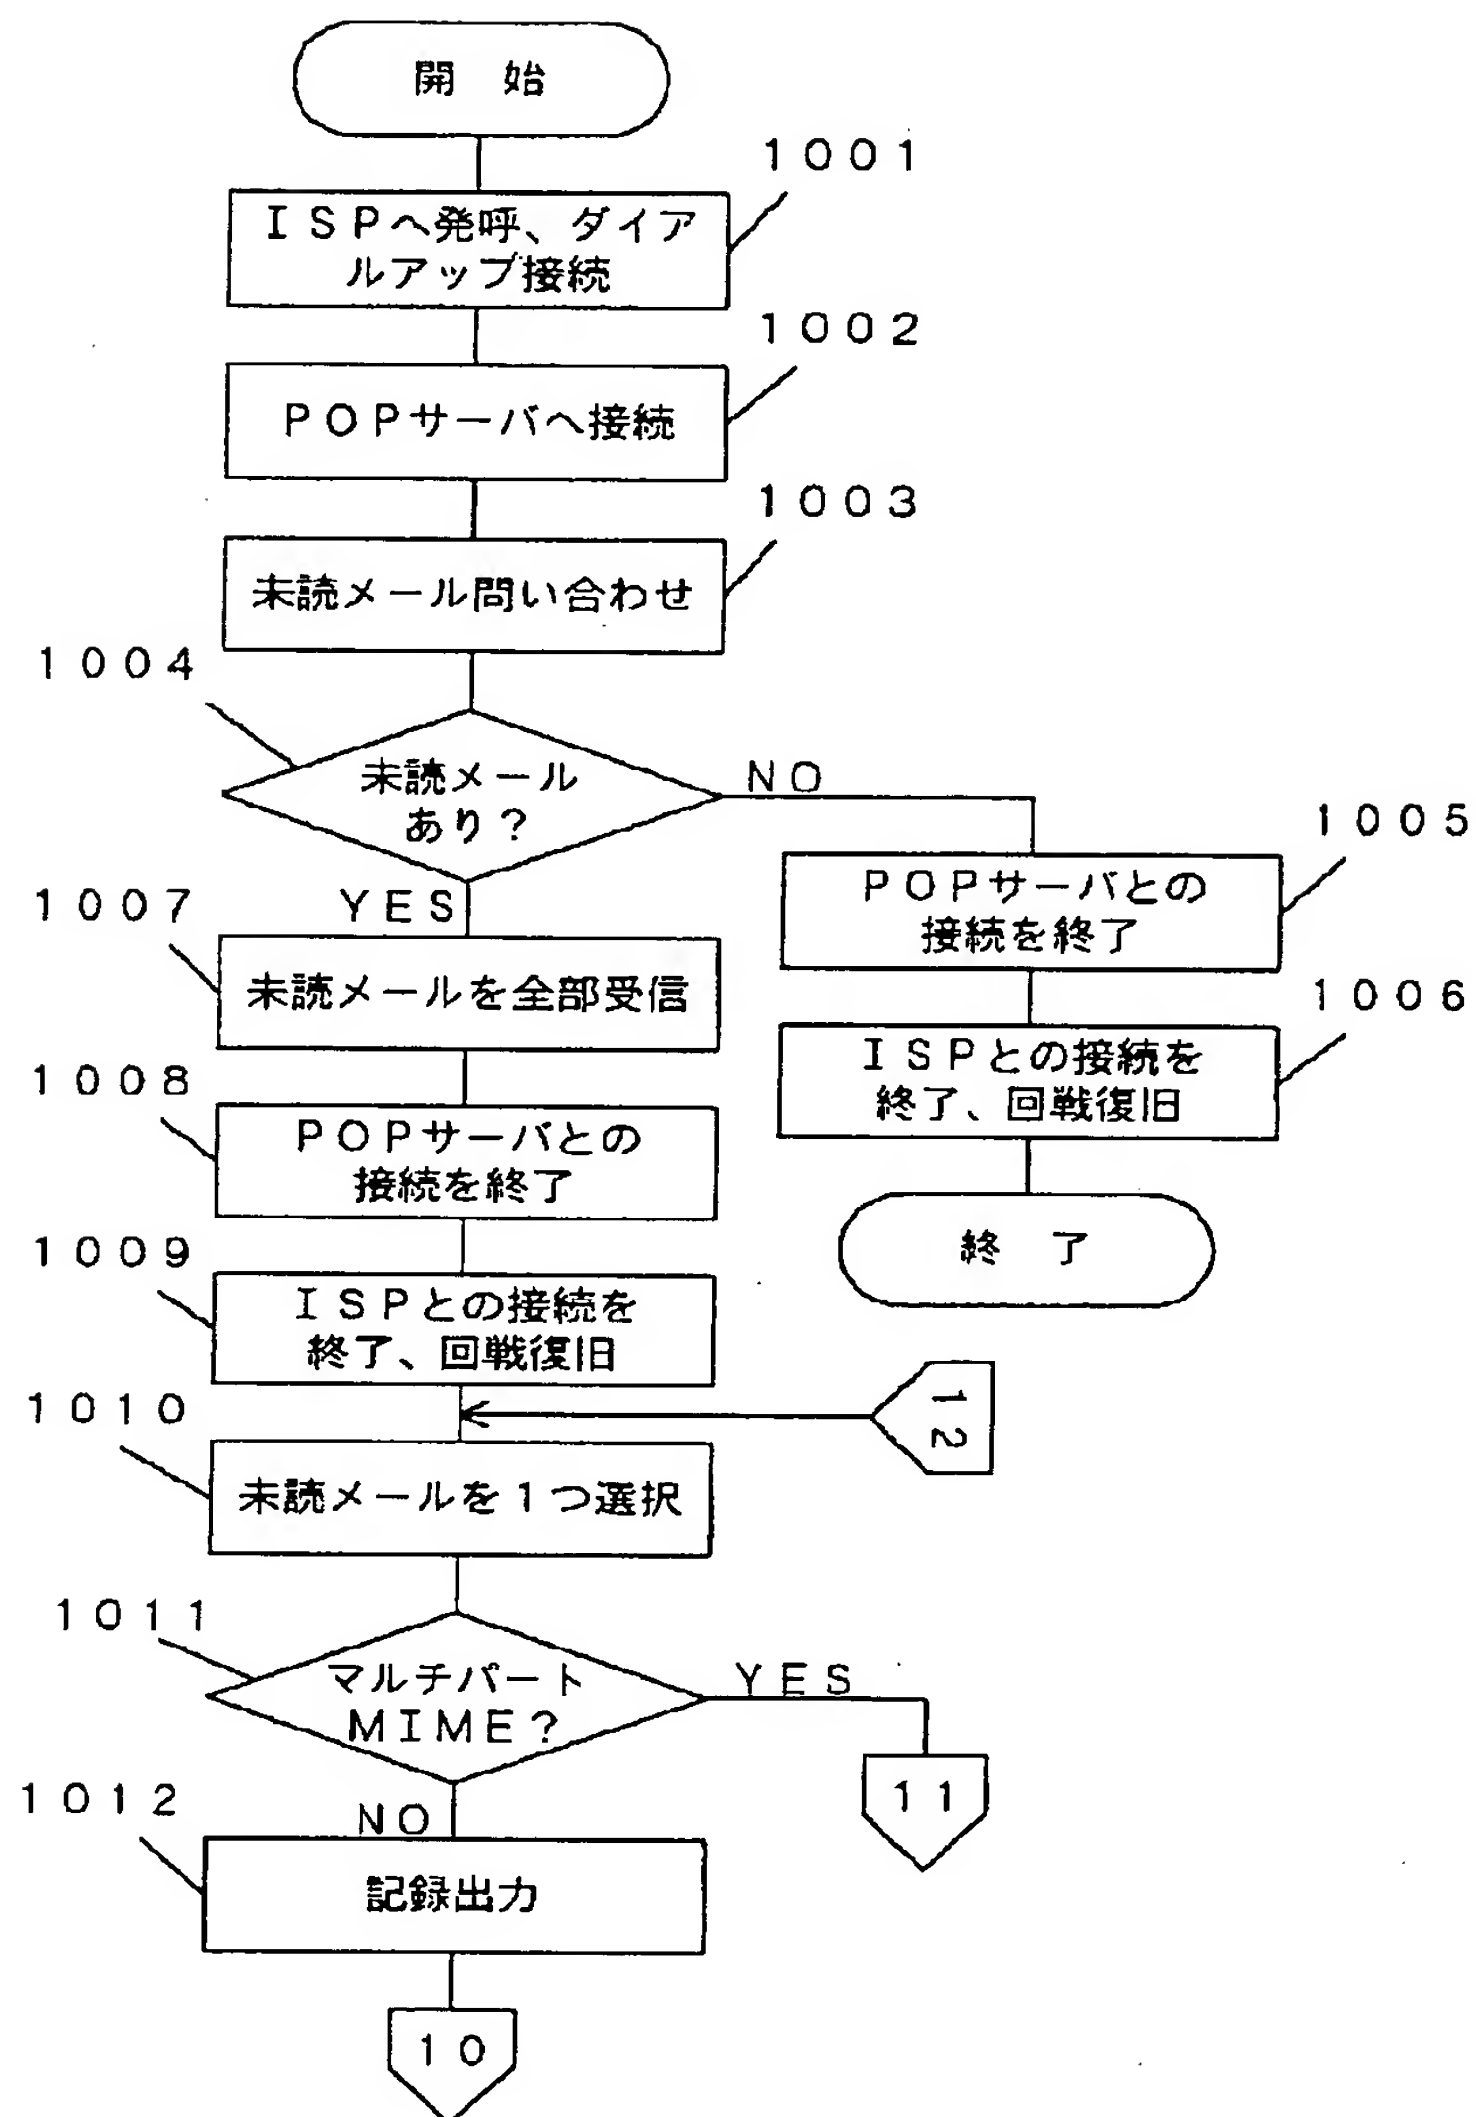 開　始
１００１
ＩＳＰへ発呼、ダイア
ルアップ接続
１００２
ＰＯＰサーバへ接続
１００３
未読メール問い合わせ
１００４
未読メール
あり？
ＮＯ
ＹＥＳ
１００５
ＰＯＰサーバとの
接続を終了
１００６
ＩＳＰとの接続を
終了、回戦復旧
終　了
１００７
未読メールを全部受信
１００８
ＰＯＰサーバとの
接続を終了
１００９
ＩＳＰとの接続を
終了、回戦復旧
１２
１０１０
未読メールを１つ選択
１０１１
マルチパート
ＭＩＭＥ？
ＹＥＳ
１１
ＮＯ
１０１２
記録出力
１０